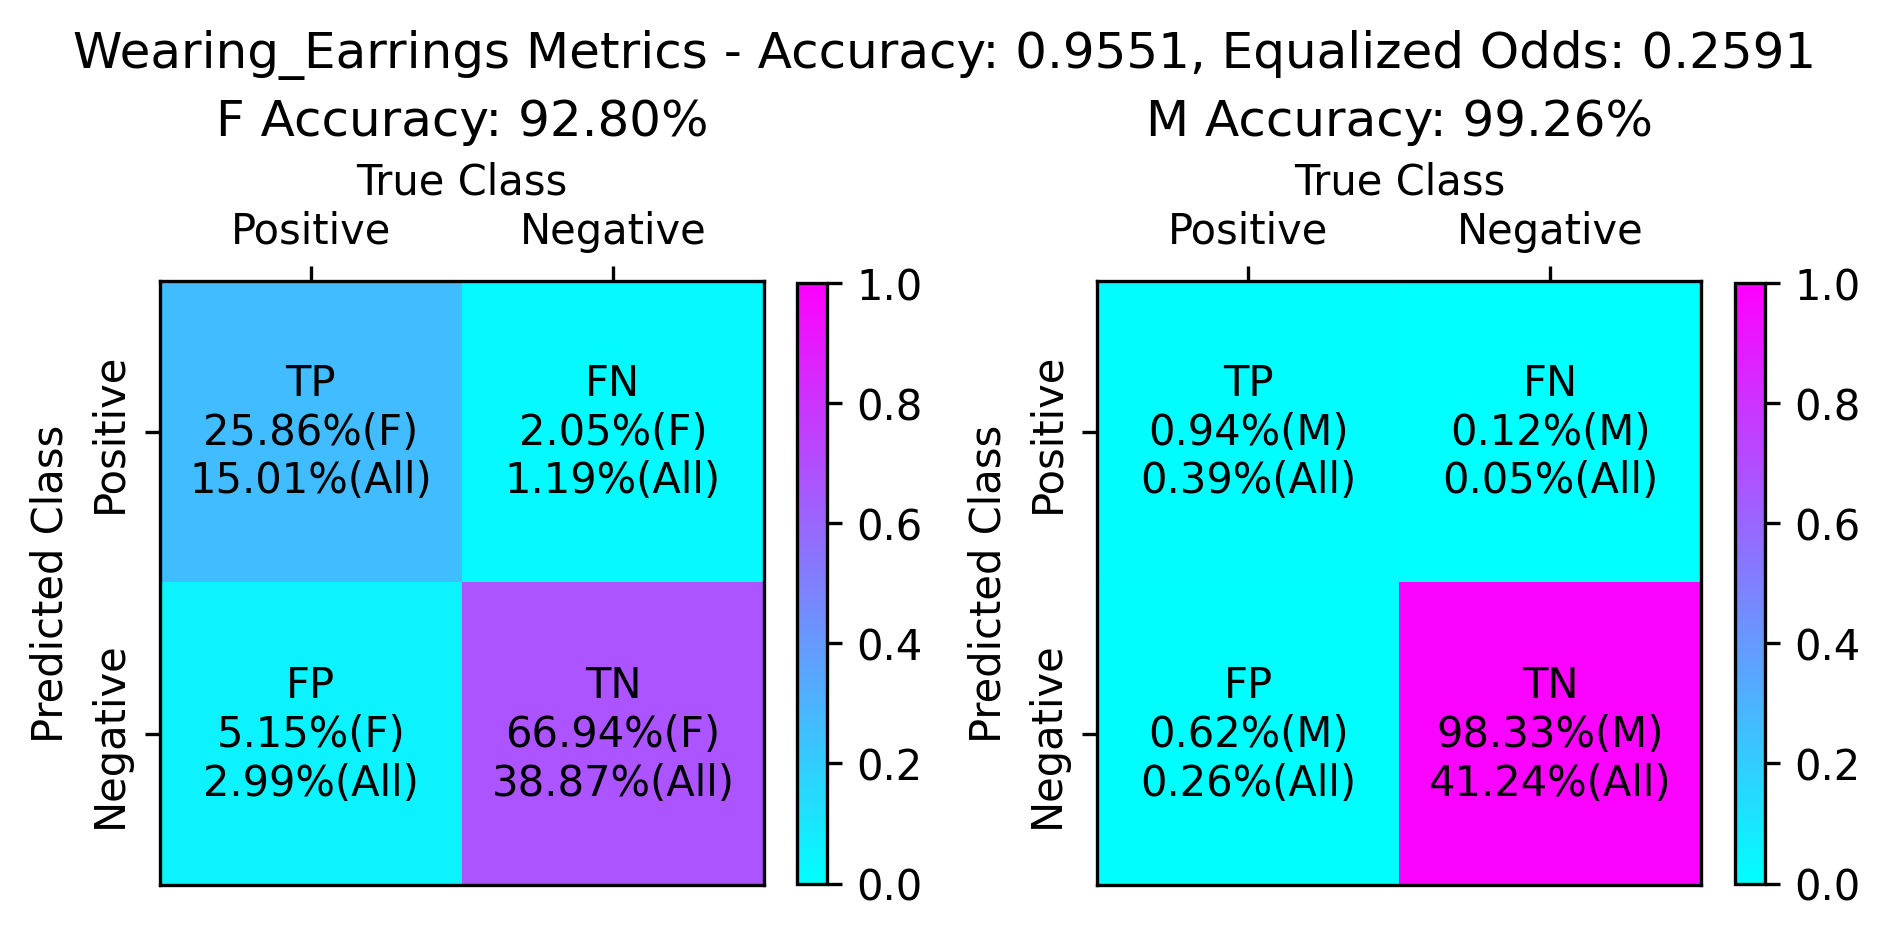 Wearing_Earrings Metrics - Accuracy: 0.9551, Equalized Odds: 0.2591
F Accuracy: 92.80%
True Class
Positive Negative
Predicted Class
Positive
Negative
TP
25.86%(F)
15.01%(All)
FN
2.05%(F)
1.19%(All)
FP
5.15%(F)
2.99%(All)
TN
66.94%(F)
38.87%(All)
1.0
0.8
0.6
0.4
0.2
0.0
M Accuracy: 99.26%
True Class
Positive Negative
Predicted Class
Positive
Negative
TP
0.94%(M)
0.39%(All)
FN
0.12%(M)
0.05%(All)
FP
0.62%(M)
0.26%(All)
TN
98.33%(M)
41.24%(All)
1.0
0.8
0.6
0.4
0.2
0.0